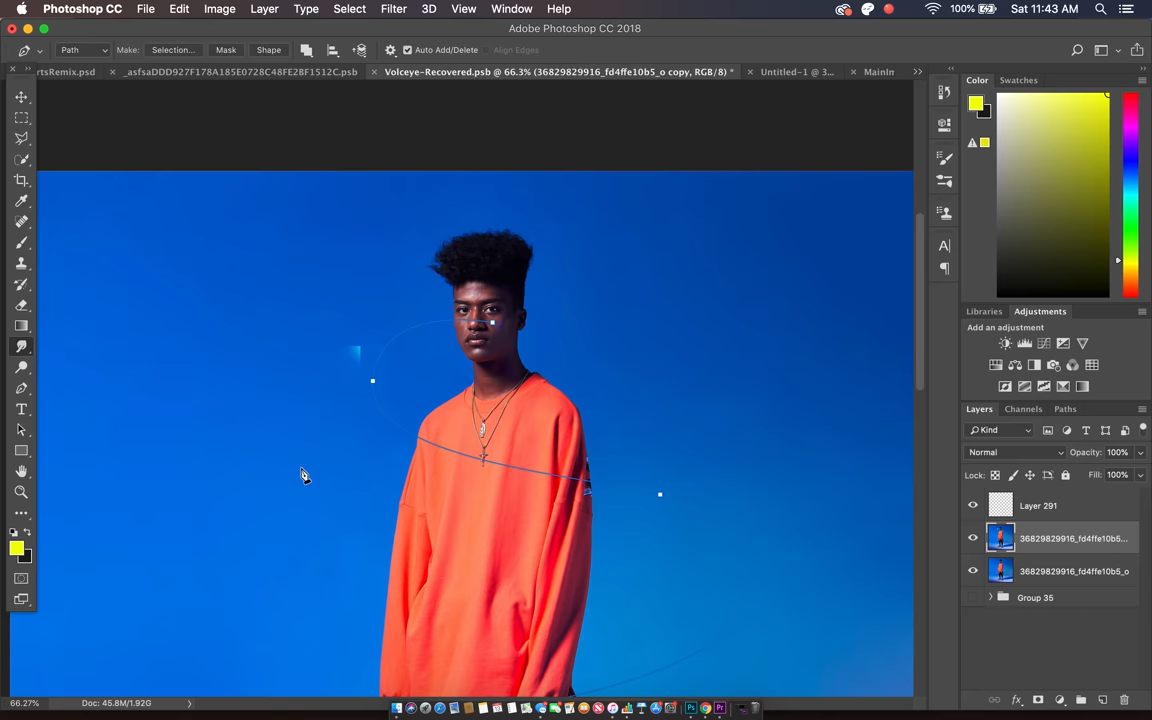 Photoshop CC File Edit Image Layer Type Select Filter 3D View Window Help 100% Sat 11:43 AM
Adobe Photoshop CC 2018
Path Make: Selection... Mask Shape Auto Add/Delete Align Edges
rtsRemix.psd × _asfsaDDD927F178A185E0728C48FE2BF1512C.psb × Volceye-Recovered.psb @ 66.3% (36829829916_fd4ffe10b5_o copy, RGB/8) * × Untitled-1 @ 3... × MainIm
Color Swatches
Libraries Adjustments
Add an adjustment
Layers Channels Paths
Kind
Normal Opacity: 100%
Lock: Fill: 100%
Layer 291
36829829916_fd4ffe10b5...
36829829916_fd4ffe10b5_o
Group 35
66.27% Doc: 45.8M/1.92G